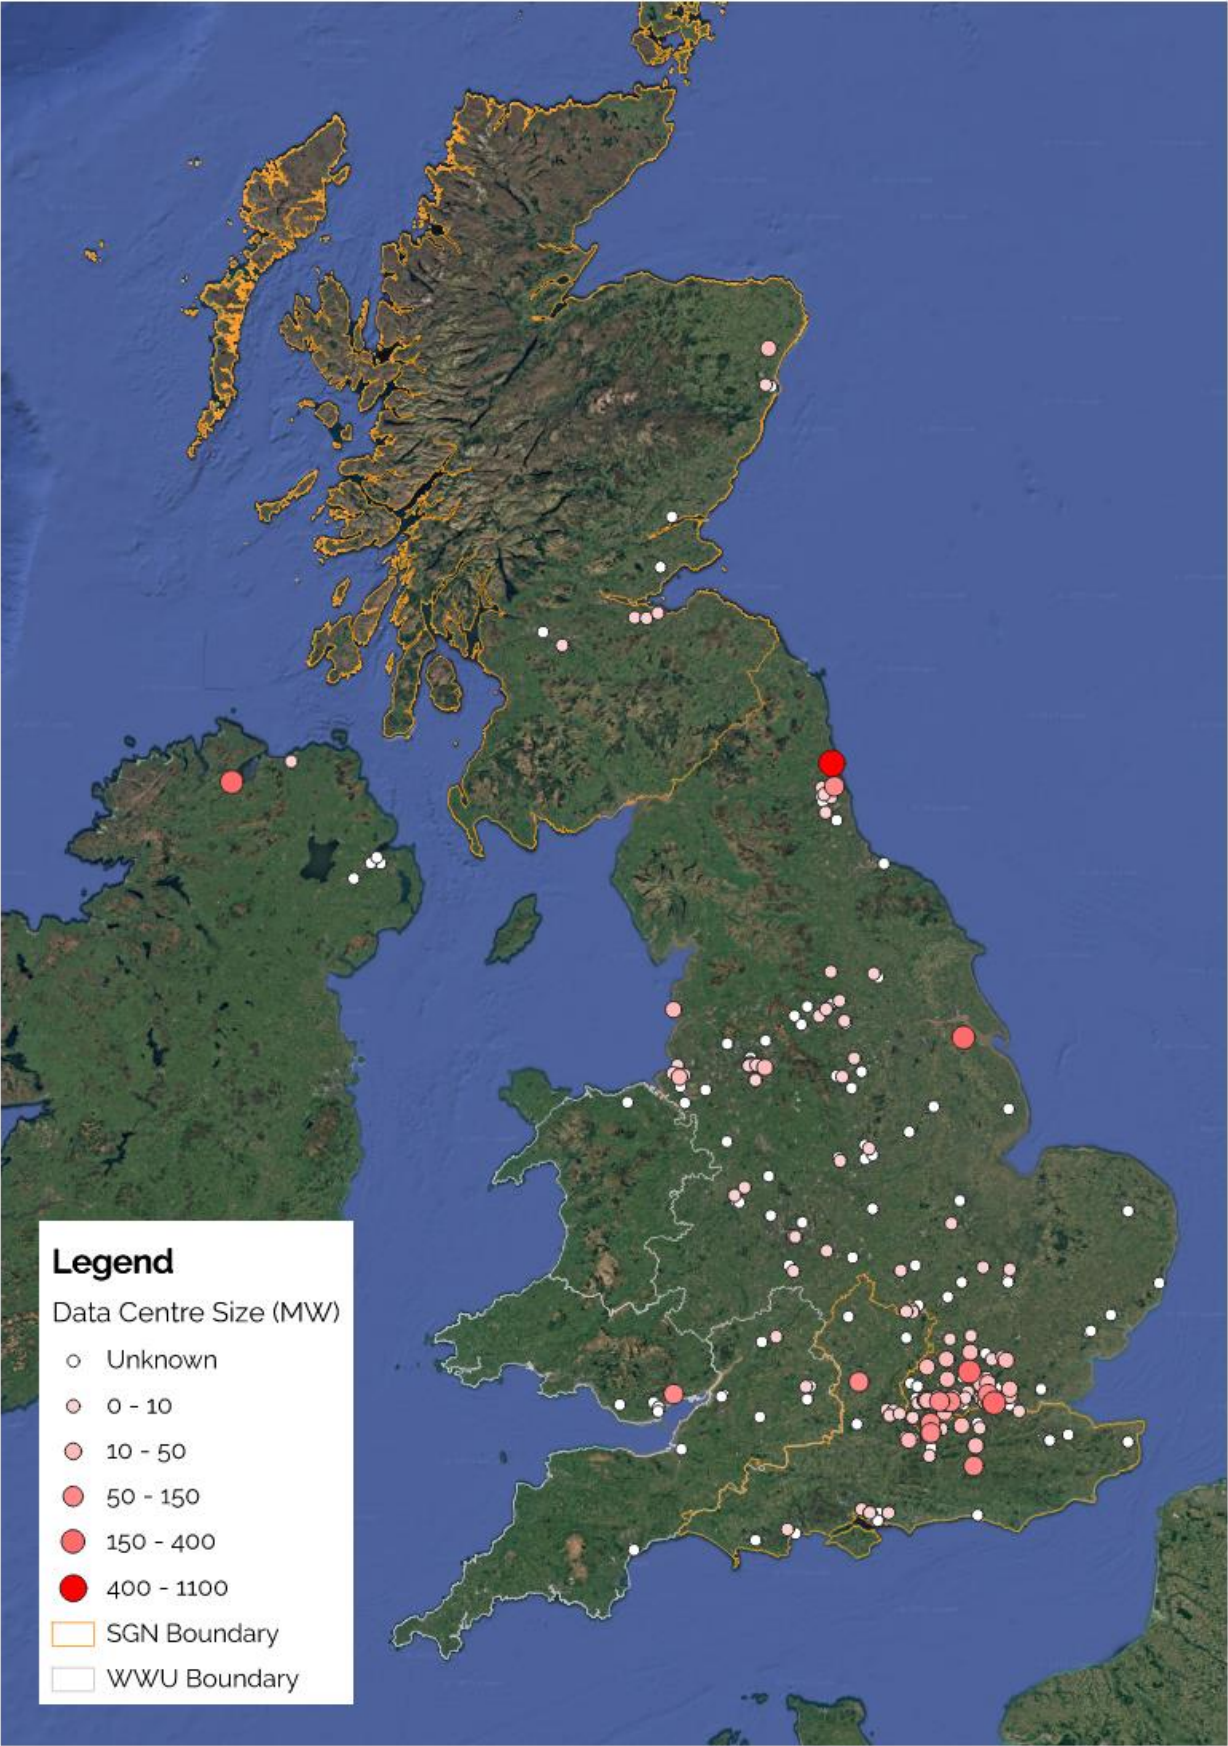 Legend
Data Centre Size (MW)
Unknown
0 - 10
10 - 50
50 - 150
150 - 400
400 - 1100
SGN Boundary
WWU Boundary